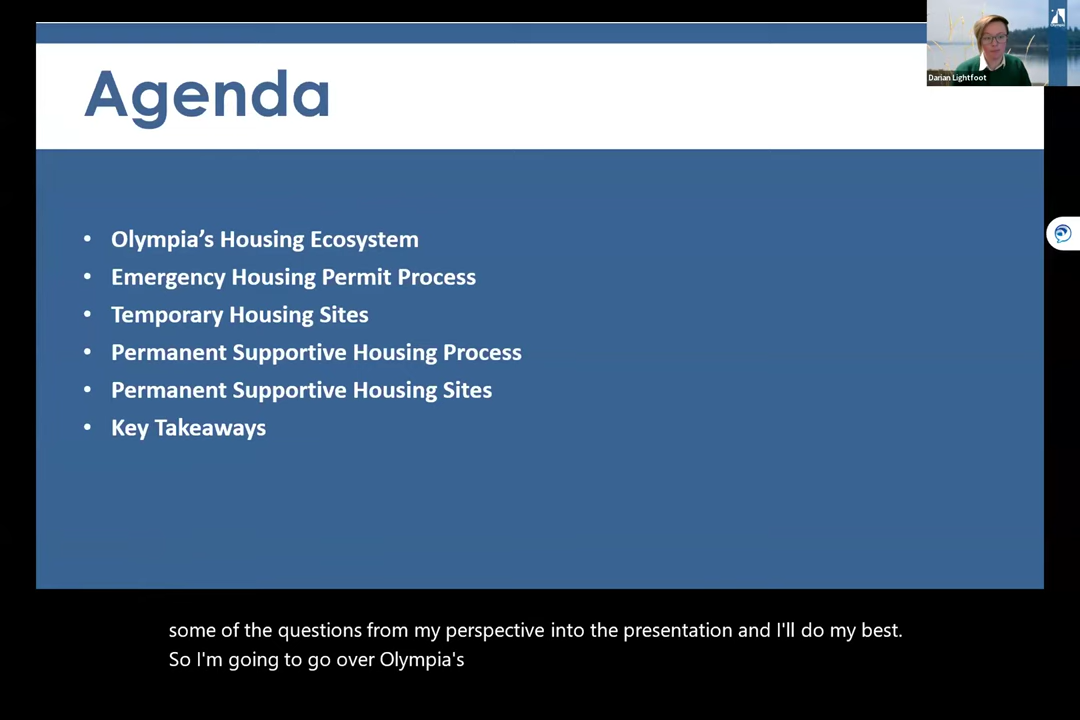 Agenda
Darian Lightfoot
• Olympia's Housing Ecosystem
• Emergency Housing Permit Process
• Temporary Housing Sites
• Permanent Supportive Housing Process
• Permanent Supportive Housing Sites
• Key Takeaways
some of the questions from my perspective into the presentation and I'll do my best.
So I'm going to go over Olympia's